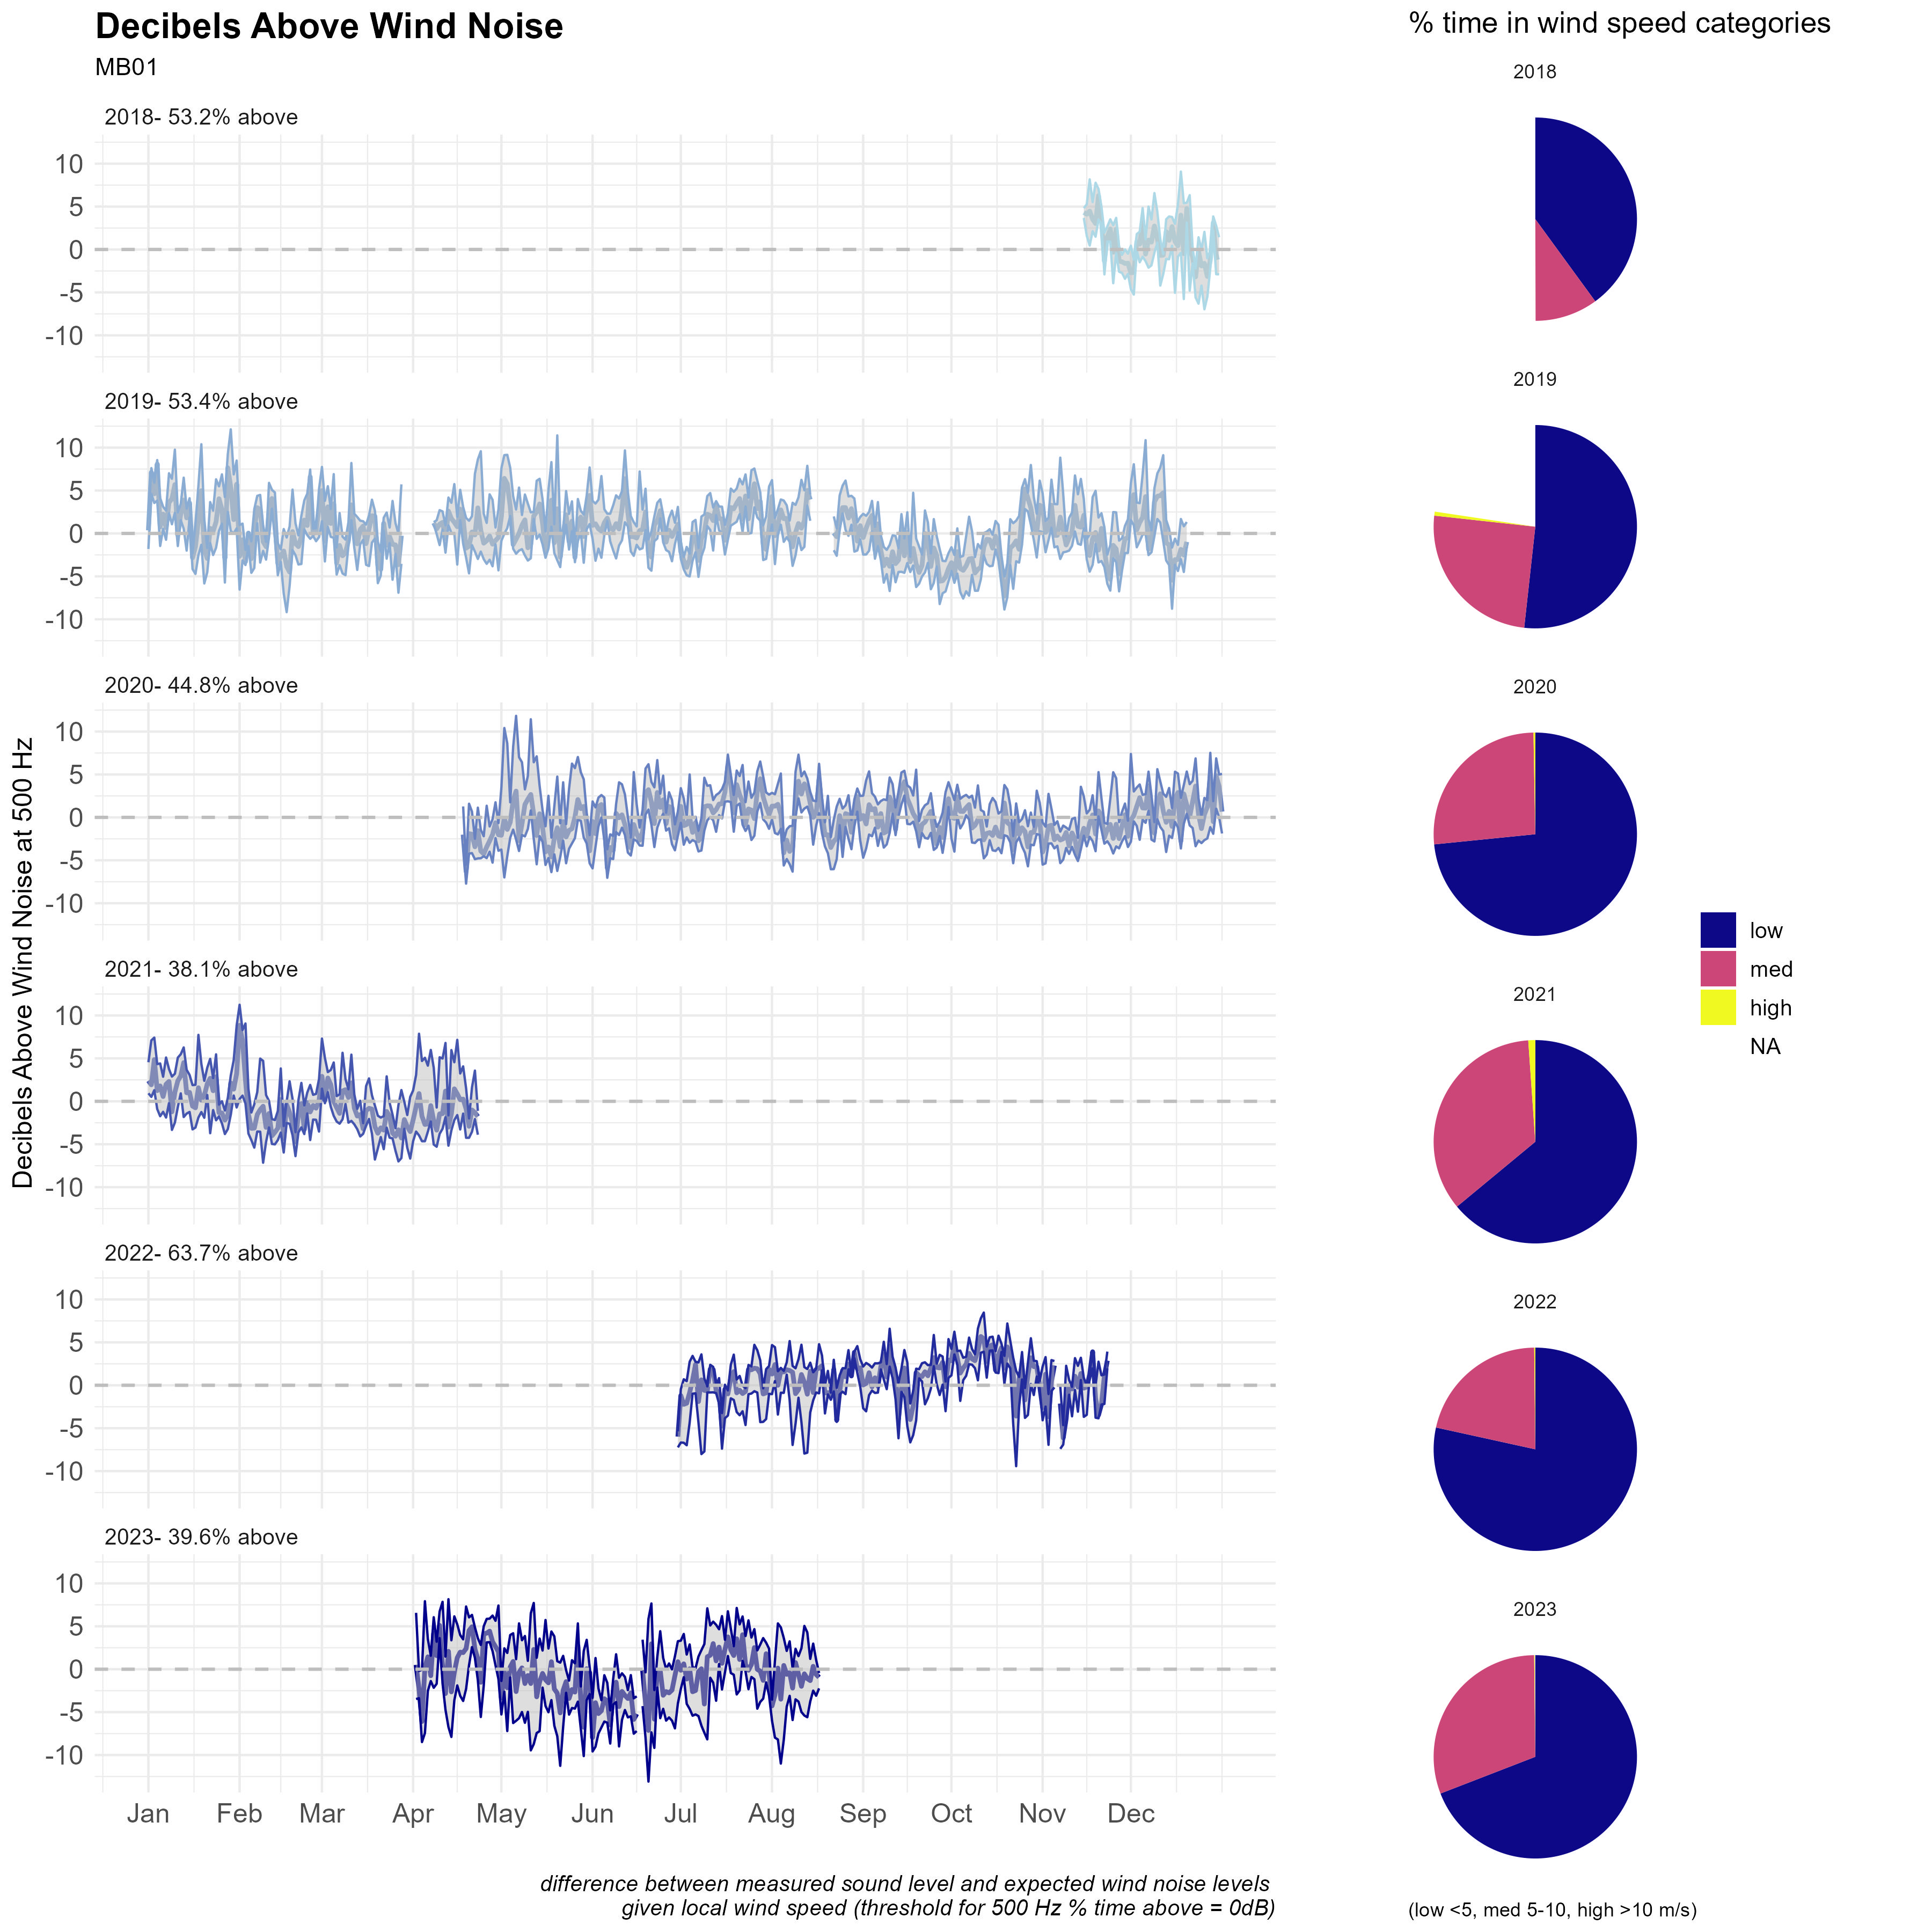 Decibels Above Wind Noise
MB01
% time in wind speed categories
Decibels Above Wind Noise at 500 Hz
2018- 53.2% above
10
5
0
-5
-10
2019- 53.4% above
10
5
0
-5
-10
2020- 44.8% above
10
5
0
-5
-10
2021- 38.1% above
10
5
0
-5
-10
2022- 63.7% above
10
5
0
-5
-10
2023- 39.6% above
10
5
0
-5
-10
Jan Feb Mar Apr May Jun Jul Aug Sep Oct Nov Dec
difference between measured sound level and expected wind noise levels
given local wind speed (threshold for 500 Hz % time above = 0dB)
2018
2019
2020
2021
2022
2023
low
med
high
NA
(low <5, med 5-10, high >10 m/s)